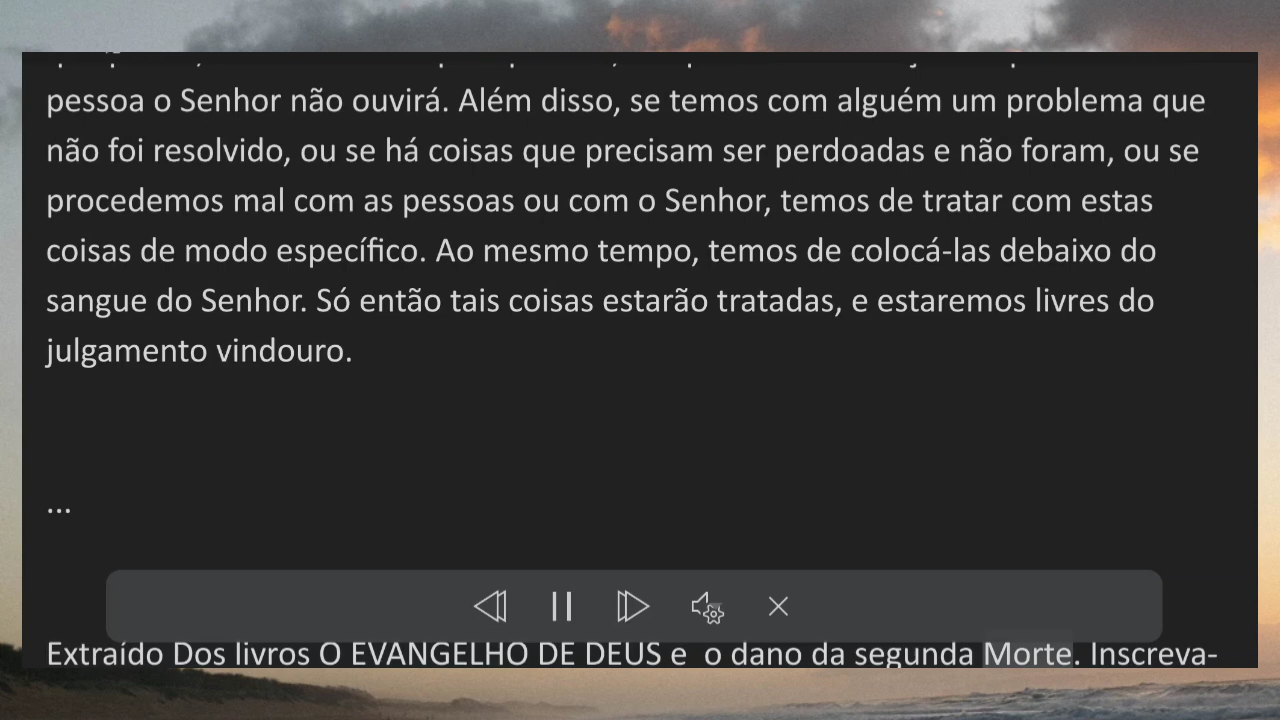 pessoa o Senhor não ouvirá. Além disso, se temos com alguém um problema que
não foi resolvido, ou se há coisas que precisam ser perdoadas e não foram, ou se
procedemos mal com as pessoas ou com o Senhor, temos de tratar com estas
coisas de modo específico. Ao mesmo tempo, temos de colocá-las debaixo do
sangue do Senhor. Só então tais coisas estarão tratadas, e estaremos livres do
julgamento vindouro.
...
Extraído Dos livros O EVANGELHO DE DEUS e  o dano da segunda Morte. Inscreva-